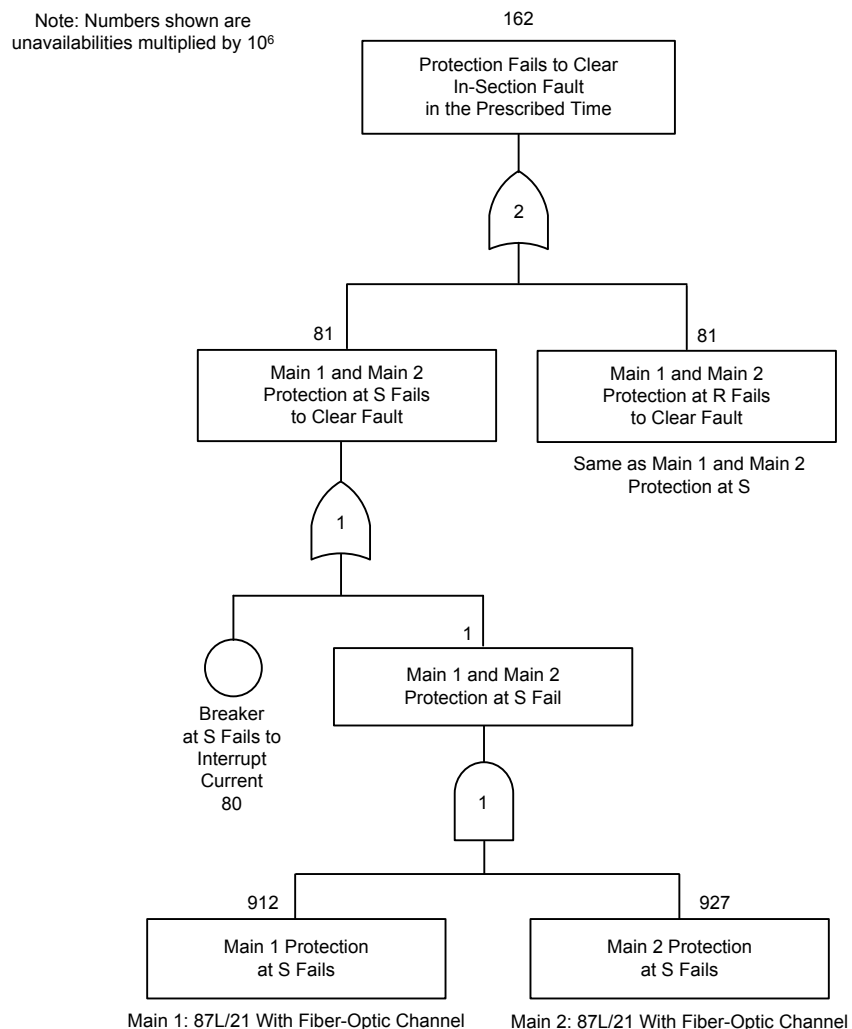 Note: Numbers shown are
unavailabilities multiplied by 10⁶
162
Protection Fails to Clear
In-Section Fault
in the Prescribed Time
2
81
Main 1 and Main 2
Protection at S Fails
to Clear Fault
81
Main 1 and Main 2
Protection at R Fails
to Clear Fault
Same as Main 1 and Main 2
Protection at S
1
Breaker
at S Fails to
Interrupt
Current
80
1
Main 1 and Main 2
Protection at S Fail
1
912
Main 1 Protection
at S Fails
Main 1: 87L/21 With Fiber-Optic Channel
927
Main 2 Protection
at S Fails
Main 2: 87L/21 With Fiber-Optic Channel